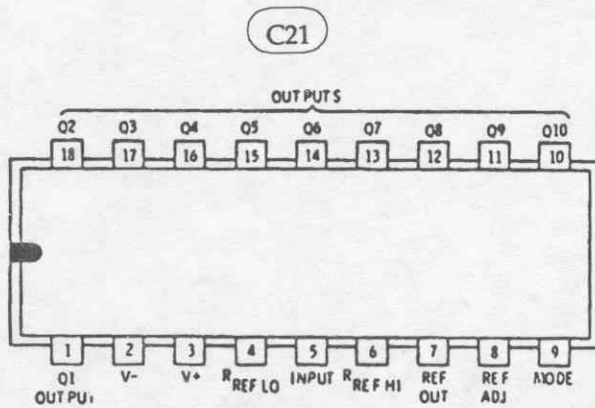 C21
OUTPUTS
Q2 Q3 Q4 Q5 Q6 Q7 Q8 Q9 Q10
18 17 16 15 14 13 12 11 10
1 2 3 4 5 6 7 8 9
Q1 V- V+ RREF LO INPUT RREF HI REF REF MODE
OUTPUT OUT ADJ